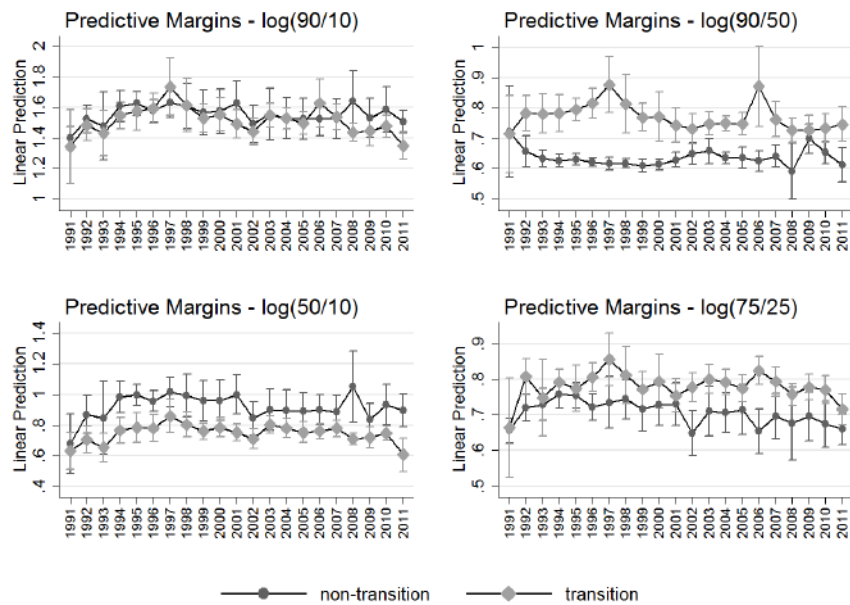 Predictive Margins - log(90/10)
Linear Prediction
2
1.8
1.6
1.4
1.2
1
1991 1992 1993 1994 1995 1996 1997 1998 1999 2000 2001 2002 2003 2004 2005 2006 2007 2008 2009 2010 2011
Predictive Margins - log(90/50)
Linear Prediction
1
.9
.8
.7
.6
.5
1991 1992 1993 1994 1995 1996 1997 1998 1999 2000 2001 2002 2003 2004 2005 2006 2007 2008 2009 2010 2011
Predictive Margins - log(50/10)
Linear Prediction
1.4
1.2
1
.8
.6
.4
1991 1992 1993 1994 1995 1996 1997 1998 1999 2000 2001 2002 2003 2004 2005 2006 2007 2008 2009 2010 2011
Predictive Margins - log(75/25)
Linear Prediction
.9
.8
.7
.6
.5
1991 1992 1993 1994 1995 1996 1997 1998 1999 2000 2001 2002 2003 2004 2005 2006 2007 2008 2009 2010 2011
non-transition
transition